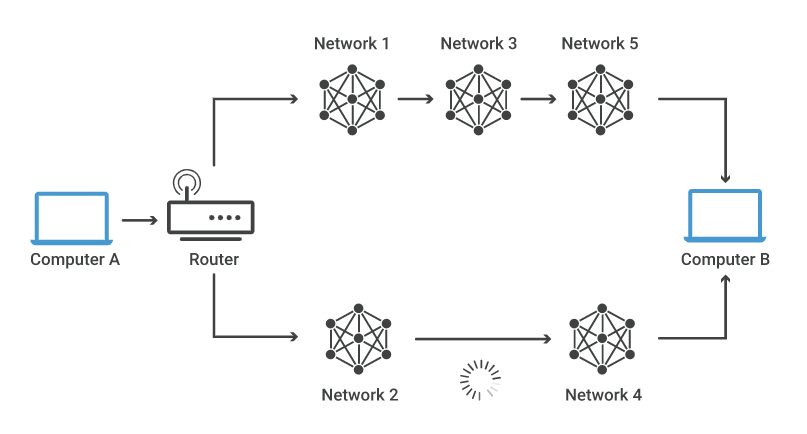 Network 1
Network 3
Network 5
Computer A
Router
Computer B
Network 2
Network 4